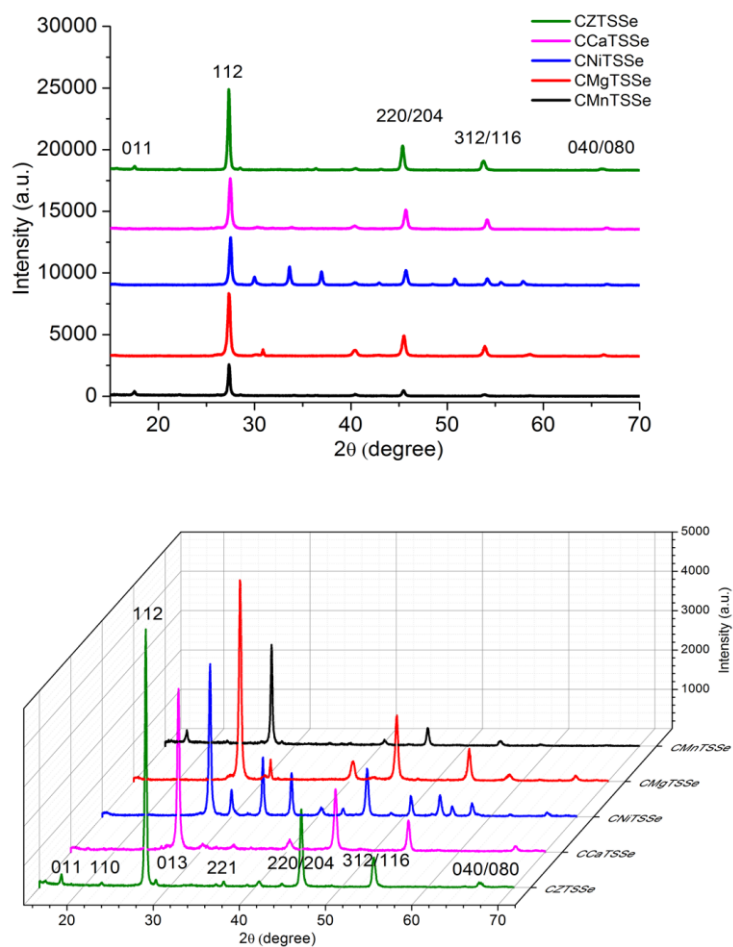 30000
25000
20000
15000
10000
5000
0
Intensity (a.u.)
CZTSSe
CCaTSSe
CNiTSSe
CMgTSSe
CMnTSSe
011
112
220/204
312/116
040/080
20 30 40 50 60 70
2θ (degree)
5000
4000
3000
2000
1000
Intensity (a.u.)
112
CMnTSSe
CMgTSSe
CNiTSSe
CCaTSSe
CZTSSe
011 110 013 221 220/204 312/116 040/080
20 30 40 50 60 70
2θ (degree)